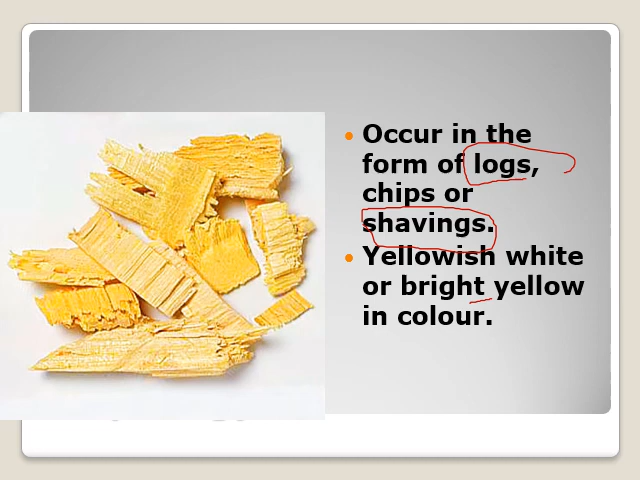 Occur in the
form of logs,
chips or
shavings.
Yellowish white
or bright yellow
in colour.